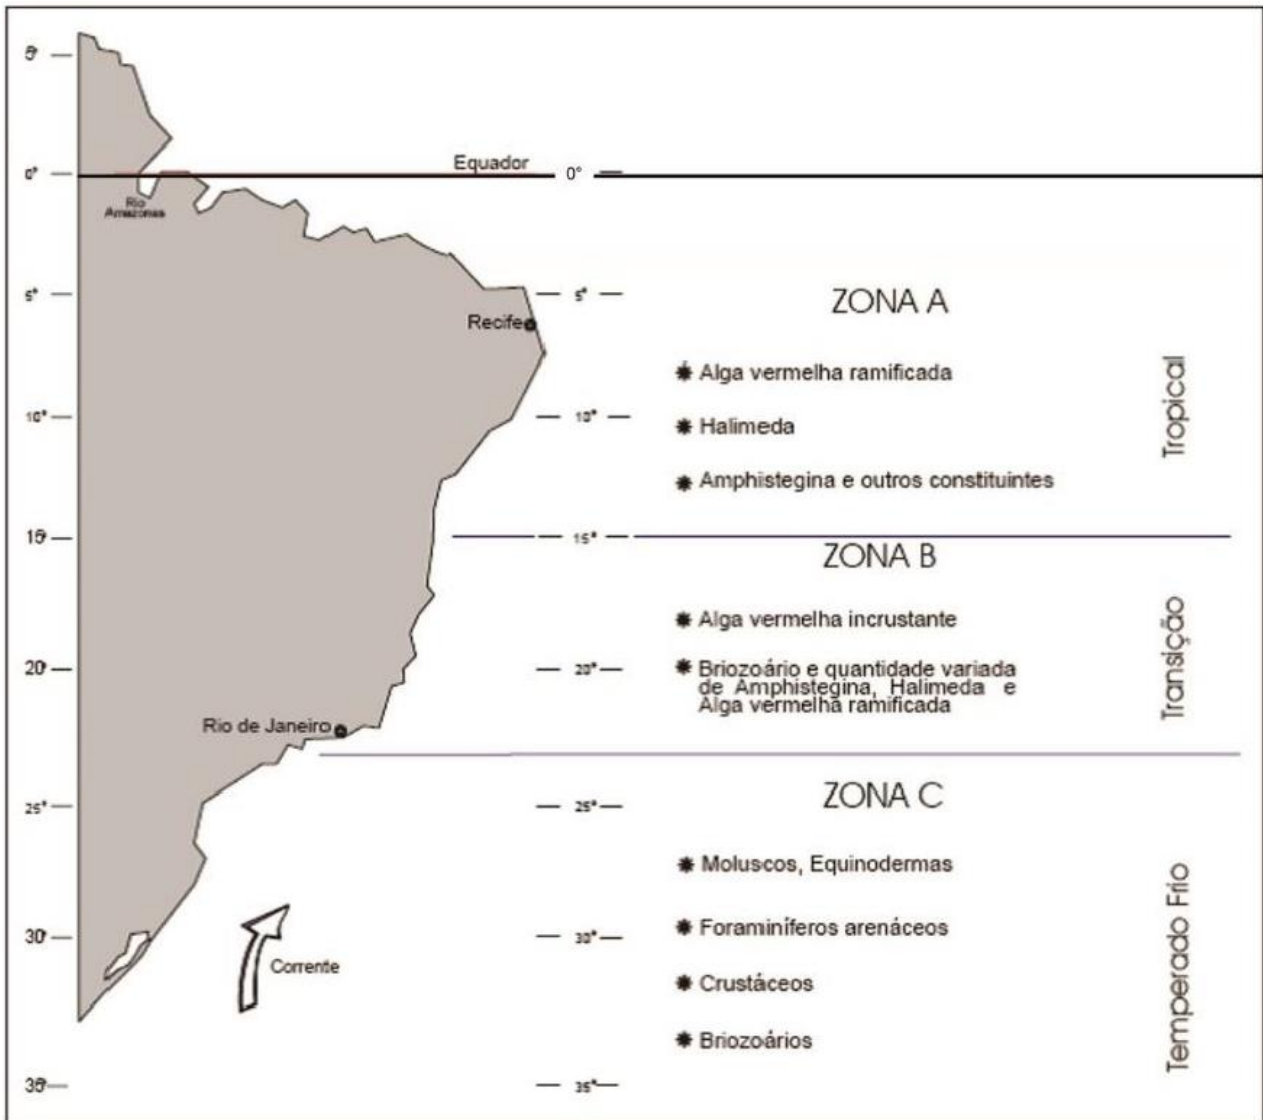 5°
Equador
0°
0°
Rio
Amazonas
5°
5°
ZONA A
Recife
Alga vermelha ramificada
Tropical
10°
10°
Halimeda
Amphistegina e outros constituintes
15°
15°
ZONA B
Alga vermelha incrustante
Transição
20°
20°
Briozoário e quantidade variada
de Amphistegina, Halimeda e
Alga vermelha ramificada
Rio de Janeiro
ZONA C
25°
25°
Moluscos, Equinodermas
Temperado Frio
30°
30°
Foraminíferos arenáceos
Corrente
Crustáceos
Briozoários
35°
35°